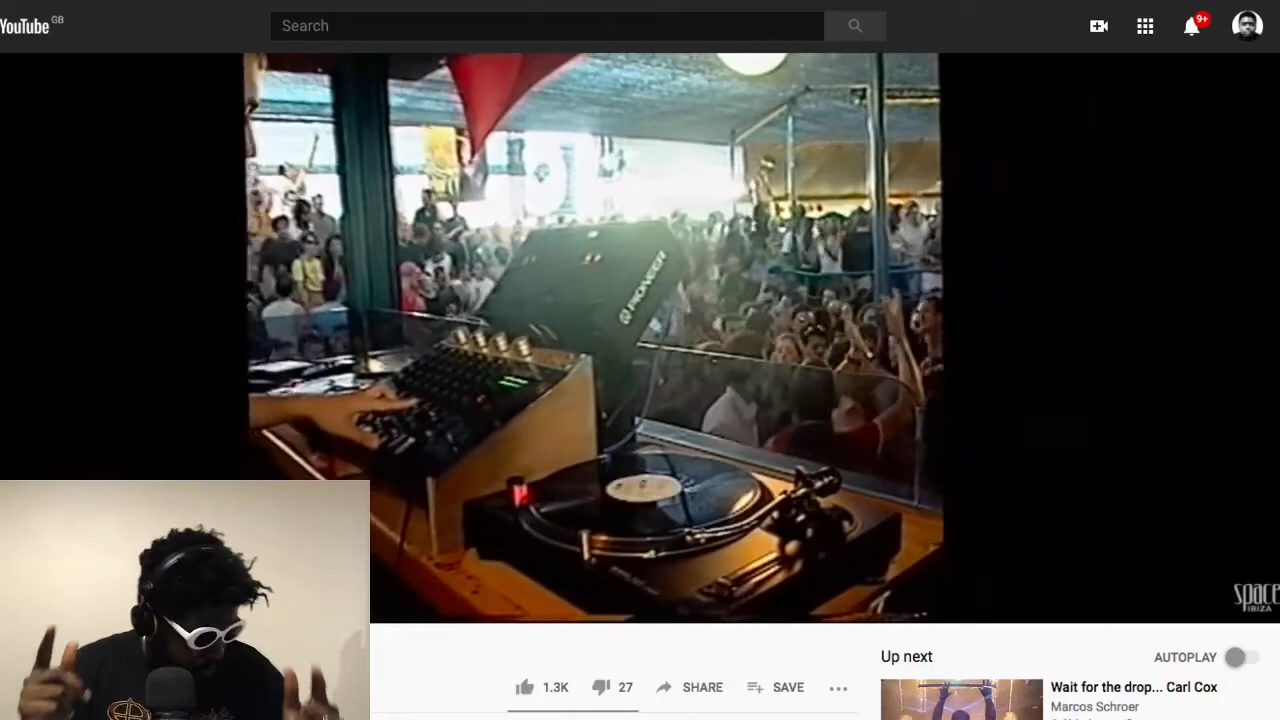 YouTube GB
Search
9+
Pioneer
space
IBIZA
Up next
AUTOPLAY
1.3K
27
SHARE
SAVE
Wait for the drop... Carl Cox
Marcos Schroer